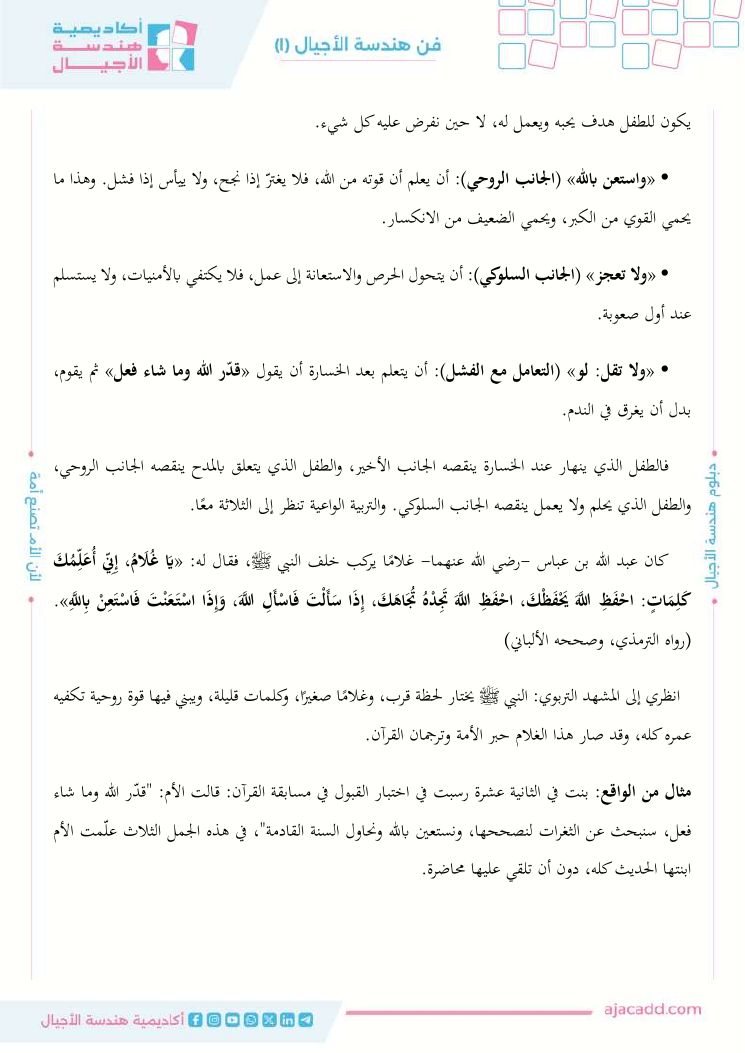 أكاديمية
هندسة
الأجيال
فن هندسة الأجيال (١)
يكون للطفل هدف يحبه ويعمل له، لا حين نفرض عليه كل شيء.
• «واستعن بالله» (الجانب الروحي): أن يعلم أن قوته من الله، فلا يغترّ إذا نجح، ولا ييأس إذا فشل. وهذا ما
يحمي القوي من الكبر، ويحمي الضعيف من الانكسار.
• «ولا تعجز» (الجانب السلوكي): أن يتحول الحرص والاستعانة إلى عمل، فلا يكتفي بالأمنيات، ولا يستسلم
عند أول صعوبة.
• «ولا تقل: لو» (التعامل مع الفشل): أن يتعلم بعد الخسارة أن يقول «قدّر الله وما شاء فعل» ثم يقوم،
بدل أن يغرق في الندم.
فالطفل الذي ينهار عند الخسارة ينقصه الجانب الأخير، والطفل الذي يتعلق بالمدح ينقصه الجانب الروحي،
والطفل الذي يحلم ولا يعمل ينقصه الجانب السلوكي. والتربية الواعية تنظر إلى الثلاثة معًا.
كان عبد الله بن عباس –رضي الله عنهما– غلامًا يركب خلف النبي ﷺ، فقال له: «يَا غُلَامُ، إِنِّي أُعَلِّمُكَ
كَلِمَاتٍ: احْفَظِ اللَّهَ يَحْفَظْكَ، احْفَظِ اللَّهَ تَجِدْهُ تُجَاهَكَ، إِذَا سَأَلْتَ فَاسْأَلِ اللَّهَ، وَإِذَا اسْتَعَنْتَ فَاسْتَعِنْ بِاللَّهِ».
(رواه الترمذي، وصححه الألباني)
انظري إلى المشهد التربوي: النبي ﷺ يختار لحظة قرب، وغلامًا صغيرًا، وكلمات قليلة، ويبني فيها قوة روحية تكفيه
عمره كله، وقد صار هذا الغلام حبر الأمة وترجمان القرآن.
مثال من الواقع: بنت في الثانية عشرة رسبت في اختبار القبول في مسابقة القرآن: قالت الأم: "قدّر الله وما شاء
فعل، سنبحث عن الثغرات لنصححها، ونستعين بالله ونحاول السنة القادمة"، في هذه الجمل الثلاث علّمت الأم
ابنتها الحديث كله، دون أن تلقي عليها محاضرة.
دبلوم هندسة الأجيال
لأن الأم تصنع أمة
ajacadd.com
أكاديمية هندسة الأجيال